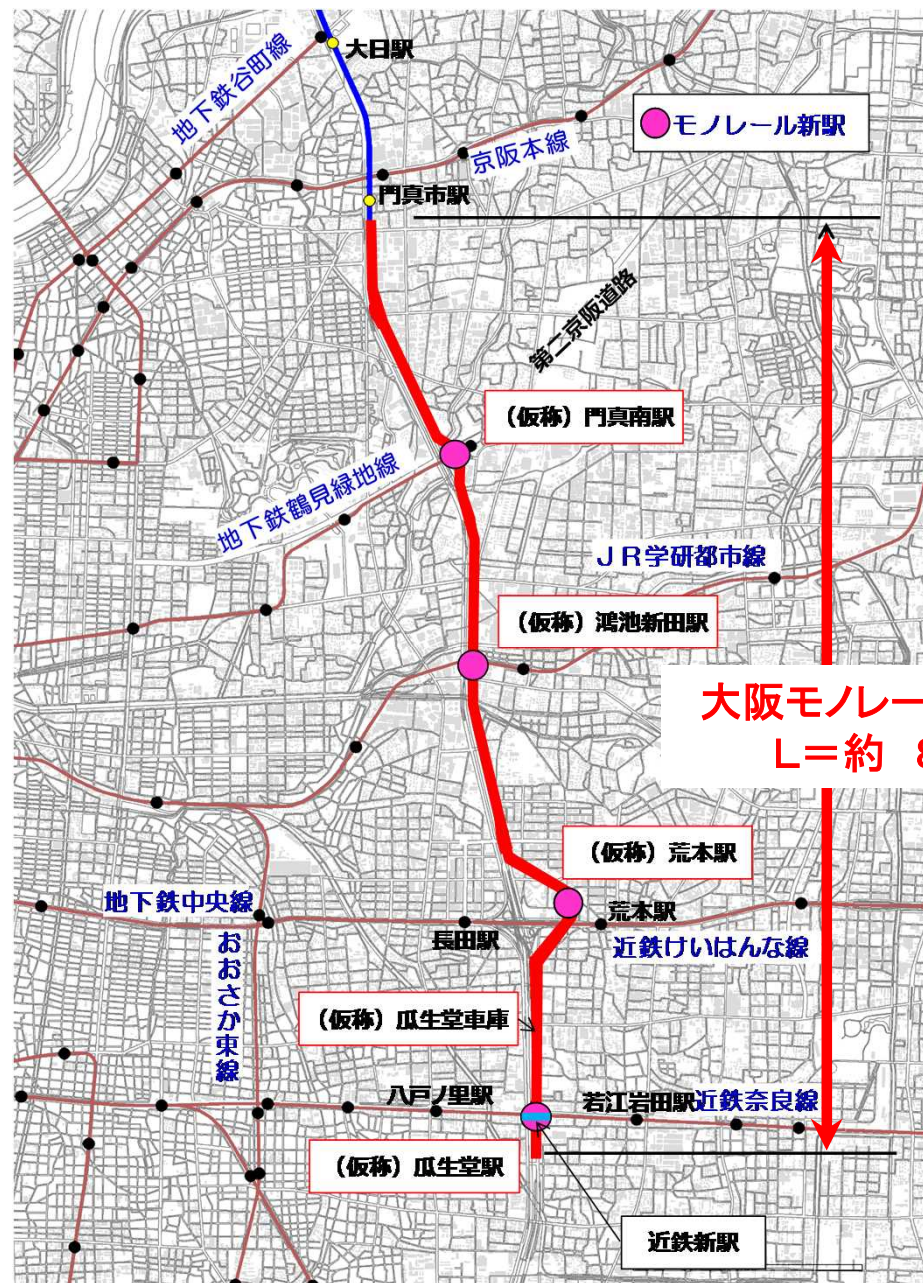 大日駅
地下鉄谷町線
モノレール新駅
京阪本線
門真市駅
第二京阪道路
（仮称）門真南駅
地下鉄鶴見緑地線
ＪＲ学研都市線
（仮称）鴻池新田駅
大阪モノレー
L＝約 8
（仮称）荒本駅
地下鉄中央線
荒本駅
長田駅
近鉄けいはんな線
おおさか東線
（仮称）瓜生堂車庫
八戸ノ里駅
若江岩田駅
近鉄奈良線
（仮称）瓜生堂駅
近鉄新駅